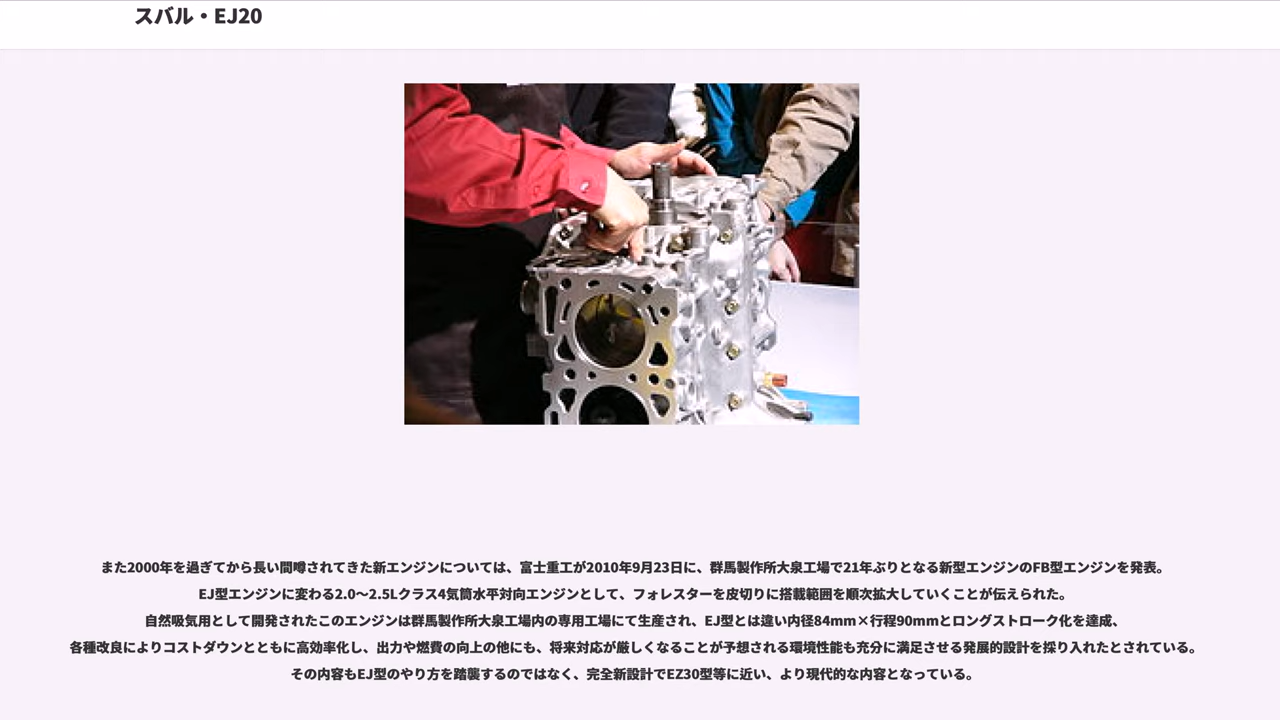 スバル・EJ20
また2000年を過ぎてから長い間噂されてきた新エンジンについては、富士重工が2010年9月23日に、群馬製作所大泉工場で21年ぶりとなる新型エンジンのFB型エンジンを発表。
EJ型エンジンに変わる2.0〜2.5Lクラス4気筒水平対向エンジンとして、フォレスターを皮切りに搭載範囲を順次拡大していくことが伝えられた。
自然吸気用として開発されたこのエンジンは群馬製作所大泉工場内の専用工場にて生産され、EJ型とは違い内径84mm×行程90mmとロングストローク化を達成、
各種改良によりコストダウンとともに高効率化し、出力や燃費の向上の他にも、将来対応が厳しくなることが予想される環境性能も充分に満足させる発展的設計を採り入れたとされている。
その内容もEJ型のやり方を踏襲するのではなく、完全新設計でEZ30型等に近い、より現代的な内容となっている。